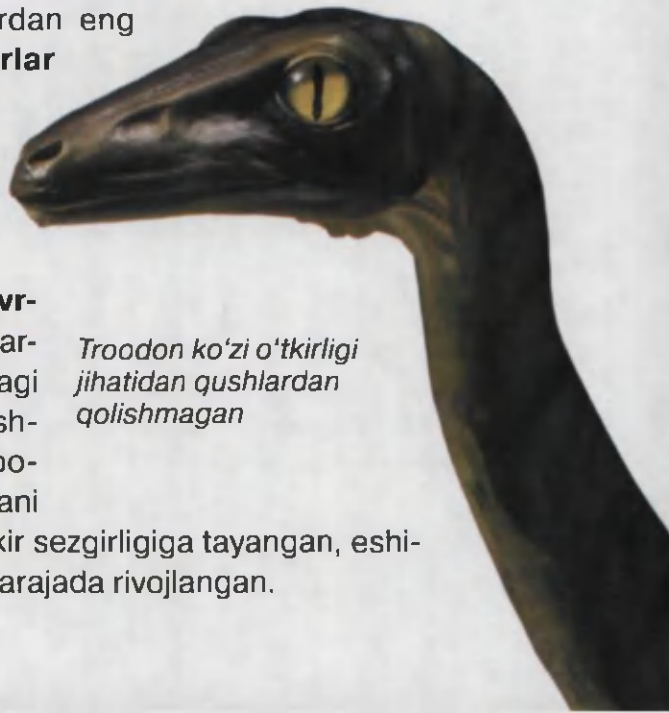 rdan eng
rlar
vr-
ar-
agi
sh-
bo-
ani
Troodon ko‘zi o‘tkirligi
jihatidan qushlardan
qolishmagan
kir sezgirligiga tayangan, eshi-
arajada rivojlangan.